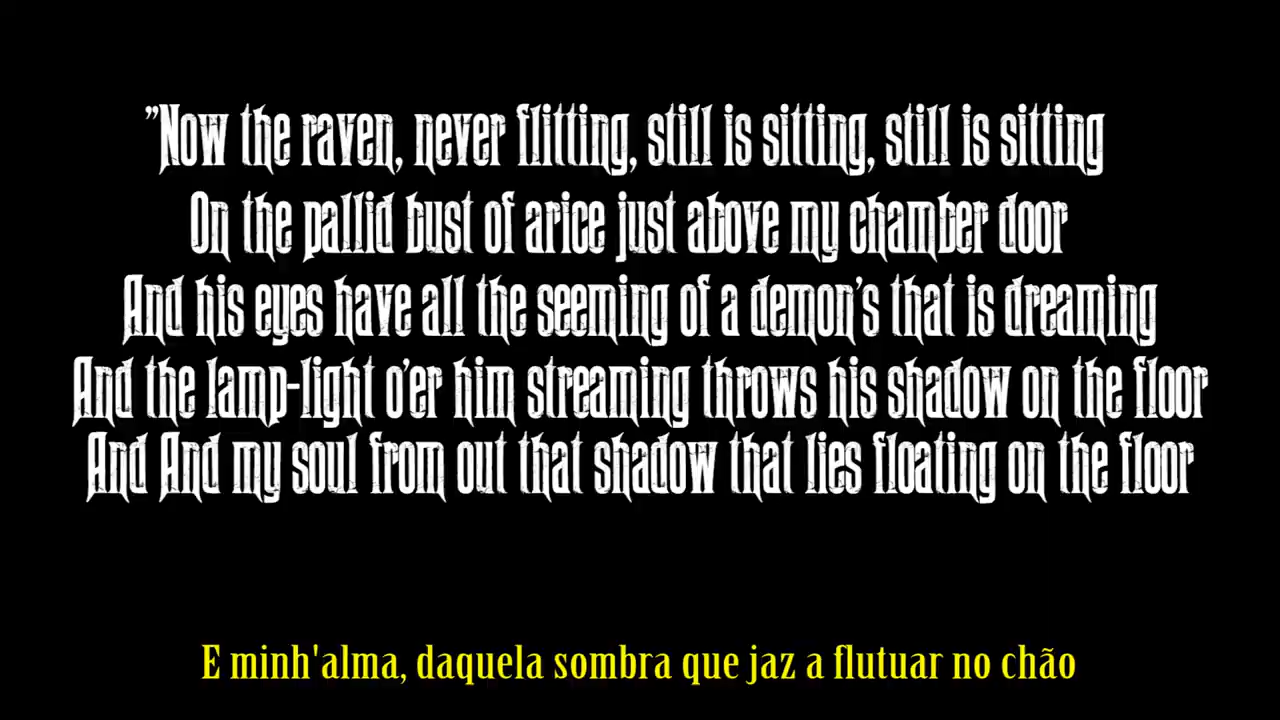 "Now the raven, never flitting, still is sitting, still is sitting
On the pallid bust of arice just above my chamber door
And his eyes have all the seeming of a demon's that is dreaming
And the lamp-light o'er him streaming throws his shadow on the floor
And And my soul from out that shadow that lies floating on the floor
E minh'alma, daquela sombra que jaz a flutuar no chão